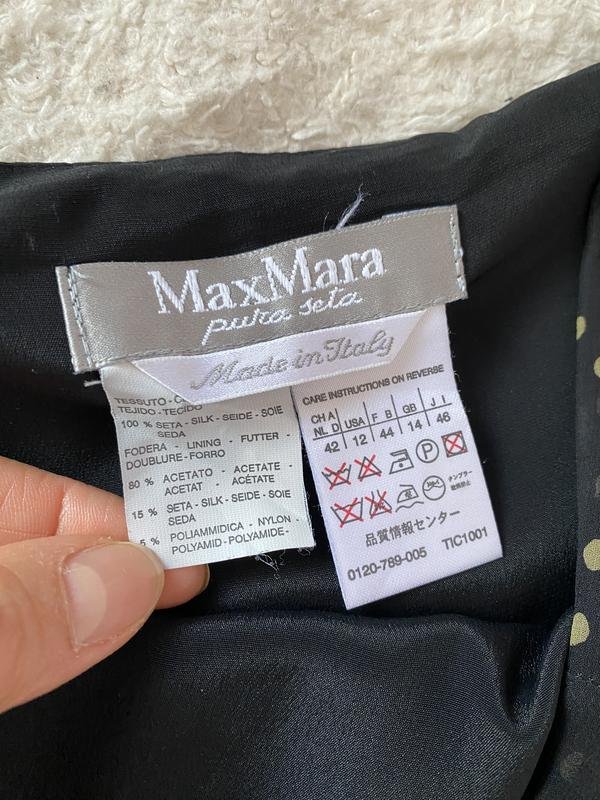 MaxMara
pura seta
Made in Italy
TESSUTO -
TEJIDO - TECIDO
100 % SETA - SILK - SEIDE - SOIE
SEDA
FODERA - LINING - FUTTER -
DOUBLURE - FORRO
80 % ACETATO - ACETATE -
ACETAT - ACÉTATE
15 % SETA - SILK - SEIDE - SOIE
SEDA
5 % POLIAMMIDICA - NYLON -
POLYAMID - POLYAMIDE -
CARE INSTRUCTIONS ON REVERSE
CH A NL D USA F B GB J I
42 12 44 14 46
P
品質情報センター
0120-789-005 TIC1001